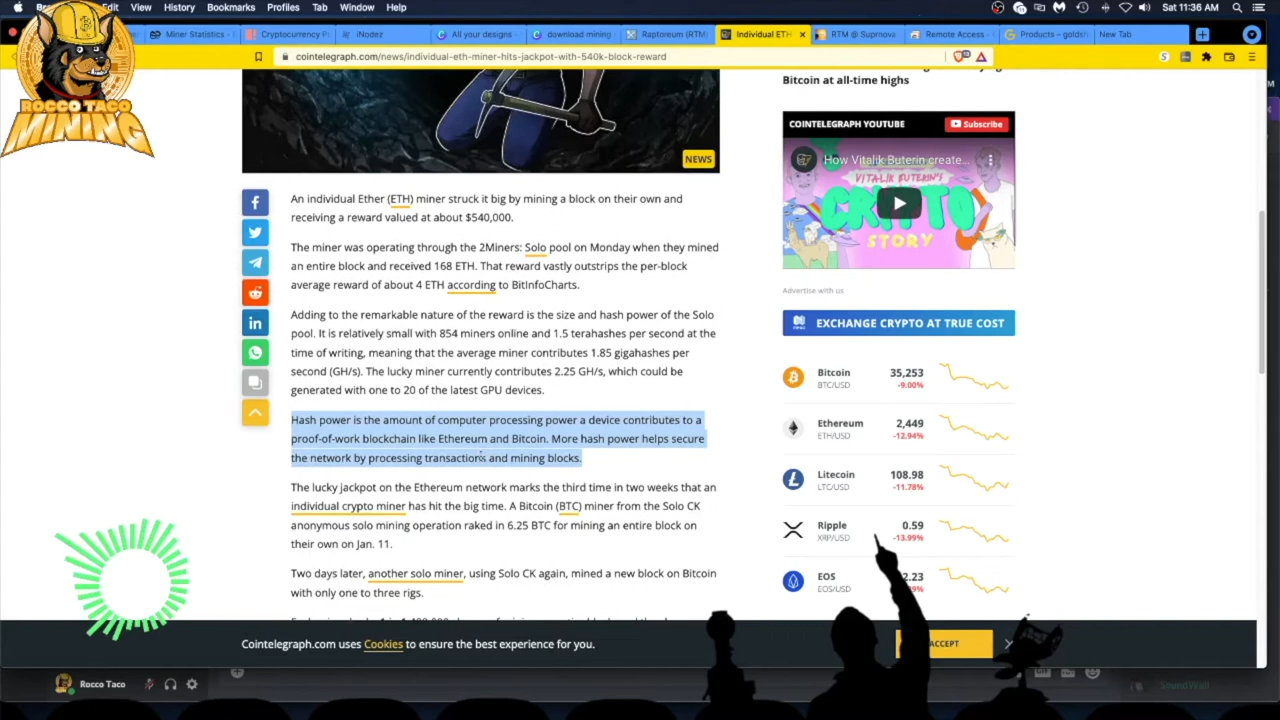 Edit
View
History
Bookmarks
Profiles
Tab
Window
Help
Sat 11:36 AM
Miner Statistics -
Cryptocurrency P
iNodez
All your designs -
download mining
Raptoreum (RTM)
Individual ETH
RTM @ Suprnova
Remote Access -
Products – goldsh
New Tab
cointelegraph.com/news/individual-eth-miner-hits-jackpot-with-540k-block-reward
ROCCO TACO
MINING
NEWS
Bitcoin at all-time highs
COINTELEGRAPH YOUTUBE
Subscribe
How Vitalik Buterin create...
VITALIK BUTERIN'S
CRYPTO
STORY
Advertise with us
EXCHANGE CRYPTO AT TRUE COST
An individual Ether (ETH) miner struck it big by mining a block on their own and
receiving a reward valued at about $540,000.
The miner was operating through the 2Miners: Solo pool on Monday when they mined
an entire block and received 168 ETH. That reward vastly outstrips the per-block
average reward of about 4 ETH according to BitInfoCharts.
Adding to the remarkable nature of the reward is the size and hash power of the Solo
pool. It is relatively small with 854 miners online and 1.5 terahashes per second at the
time of writing, meaning that the average miner contributes 1.85 gigahashes per
second (GH/s). The lucky miner currently contributes 2.25 GH/s, which could be
generated with one to 20 of the latest GPU devices.
Hash power is the amount of computer processing power a device contributes to a
proof-of-work blockchain like Ethereum and Bitcoin. More hash power helps secure
the network by processing transactions and mining blocks.
The lucky jackpot on the Ethereum network marks the third time in two weeks that an
individual crypto miner has hit the big time. A Bitcoin (BTC) miner from the Solo CK
anonymous solo mining operation raked in 6.25 BTC for mining an entire block on
their own on Jan. 11.
Two days later, another solo miner, using Solo CK again, mined a new block on Bitcoin
with only one to three rigs.
Bitcoin 35,253
BTC/USD -9.00%
Ethereum 2,449
ETH/USD -12.94%
Litecoin 108.98
LTC/USD -11.78%
Ripple 0.59
XRP/USD -13.99%
EOS 2.23
EOS/USD
Cointelegraph.com uses Cookies to ensure the best experience for you.
ACCEPT
Rocco Taco
GIF
SoundWall